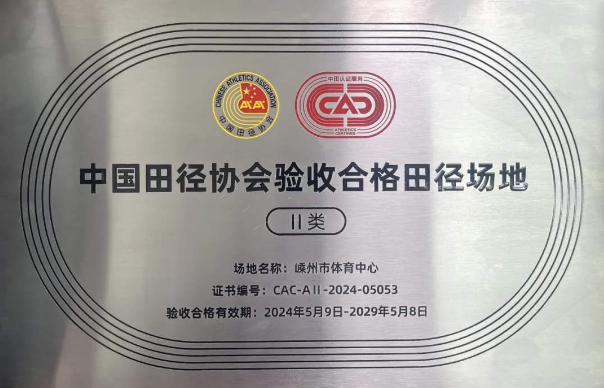 CHINESE ATHLETICS ASSOCIATION
中国田径协会
中田认证服务
CAC
ATHLETICS
CERTIFIED
中国田径协会验收合格田径场地
II类
场地名称：嵊州市体育中心
证书编号：CAC-AII-2024-05053
验收合格有效期：2024年5月9日-2029年5月8日